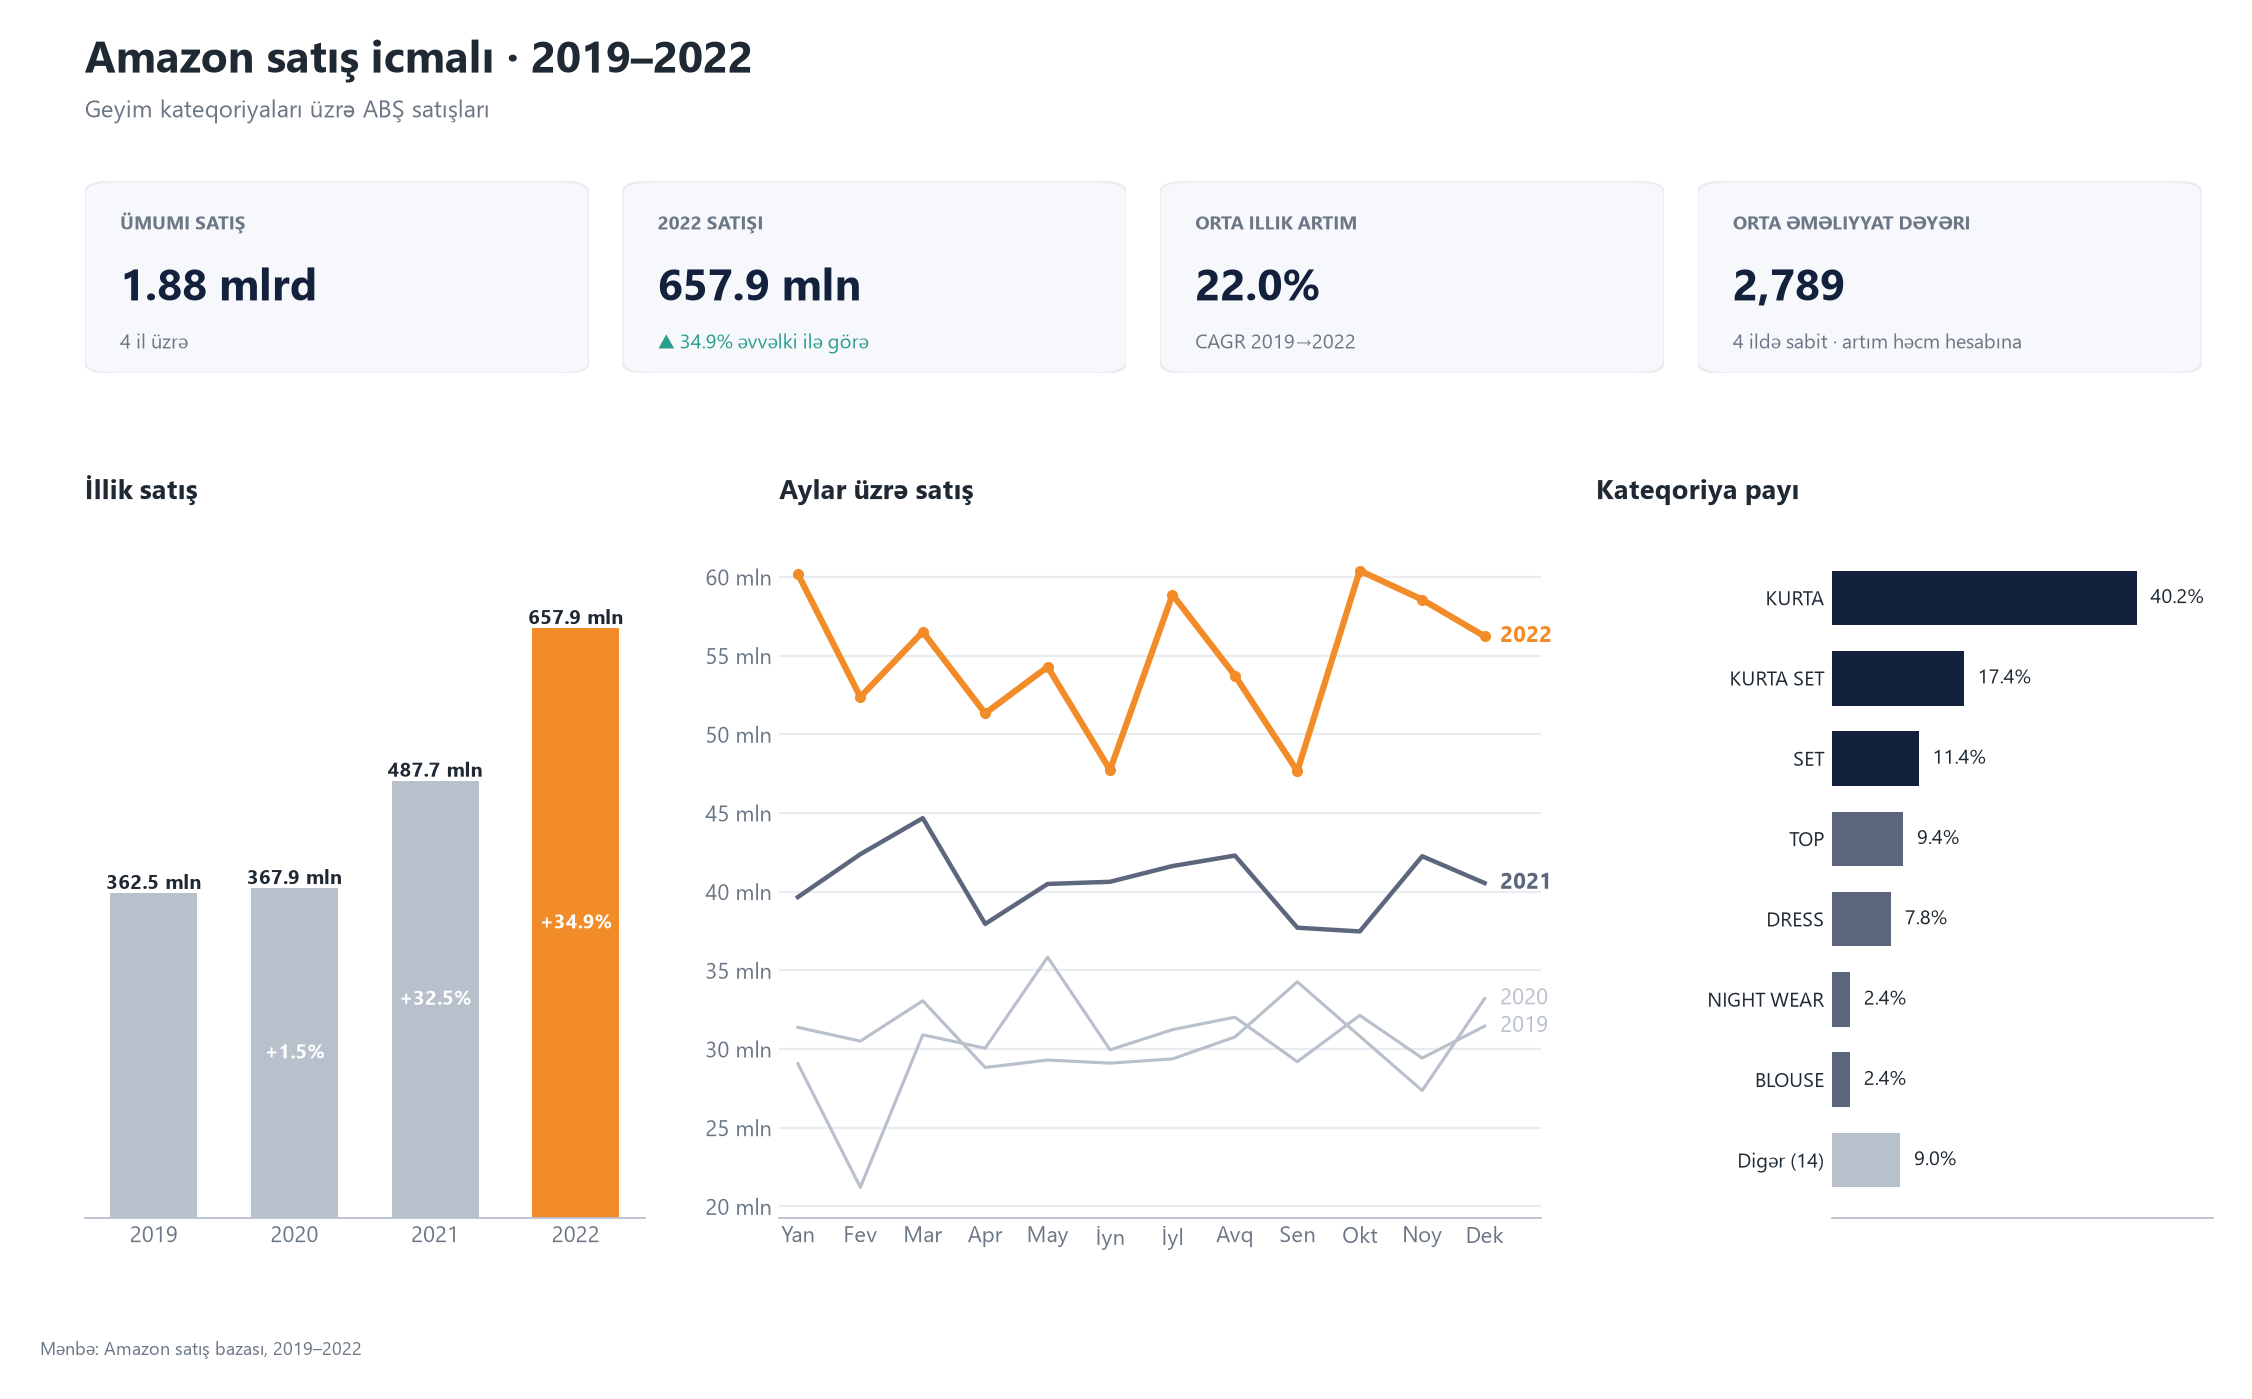 Amazon satış icmalı · 2019–2022
Geyim kateqoriyaları üzrə ABŞ satışları
ÜMUMI SATIŞ
1.88 mlrd
4 il üzrə
2022 SATIŞI
657.9 mln
▲ 34.9% əvvəlki ilə görə
ORTA ILLIK ARTIM
22.0%
CAGR 2019→2022
ORTA ƏMƏLIYYAT DƏYƏRI
2,789
4 ildə sabit · artım həcm hesabına
İllik satış
362.5 mln
367.9 mln
487.7 mln
657.9 mln
+1.5%
+32.5%
+34.9%
2019
2020
2021
2022
Aylar üzrə satış
60 mln
55 mln
50 mln
45 mln
40 mln
35 mln
30 mln
25 mln
20 mln
2022
2021
2020
2019
Yan Fev Mar Apr May İyn İyl Avq Sen Okt Noy Dek
Kateqoriya payı
KURTA 40.2%
KURTA SET 17.4%
SET 11.4%
TOP 9.4%
DRESS 7.8%
NIGHT WEAR 2.4%
BLOUSE 2.4%
Digər (14) 9.0%
Mənbə: Amazon satış bazası, 2019–2022